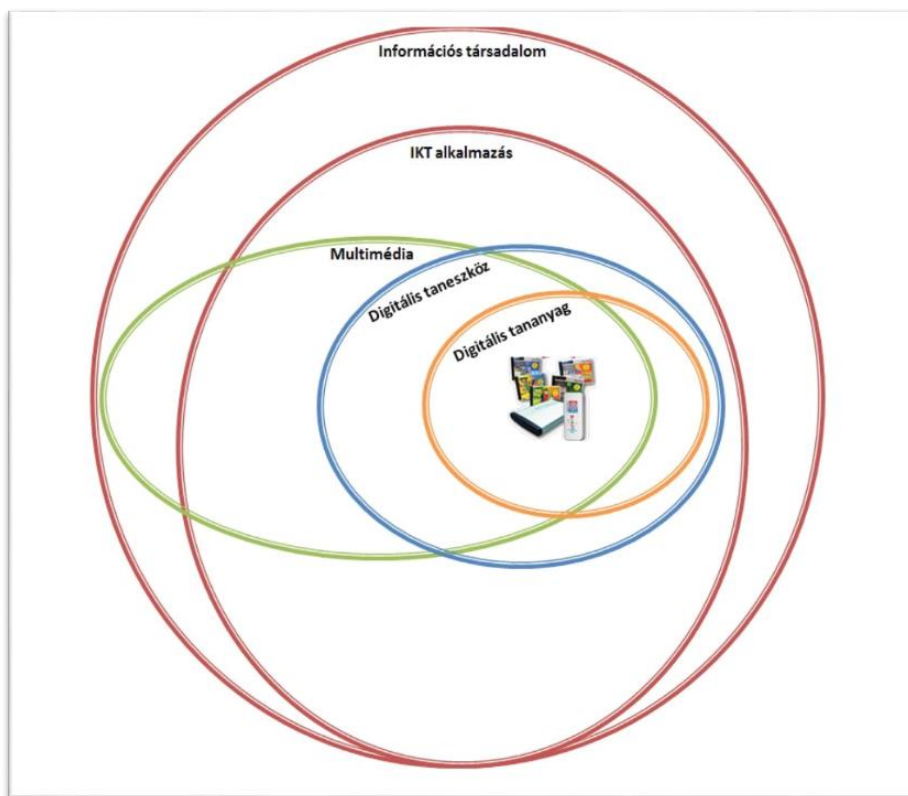 Információs társadalom
IKT alkalmazás
Multimédia
Digitális taneszköz
Digitális tananyag